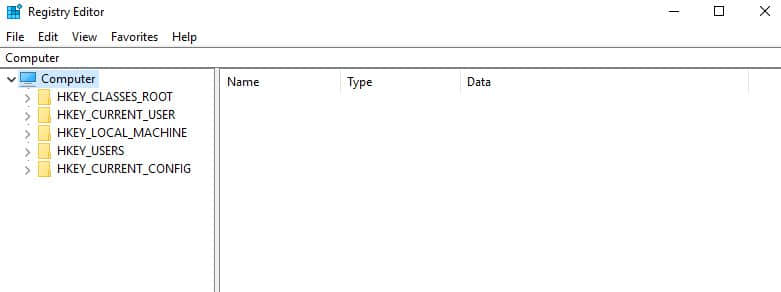 Registry Editor
File Edit View Favorites Help
Computer
Computer
Name Type Data
HKEY_CLASSES_ROOT
HKEY_CURRENT_USER
HKEY_LOCAL_MACHINE
HKEY_USERS
HKEY_CURRENT_CONFIG